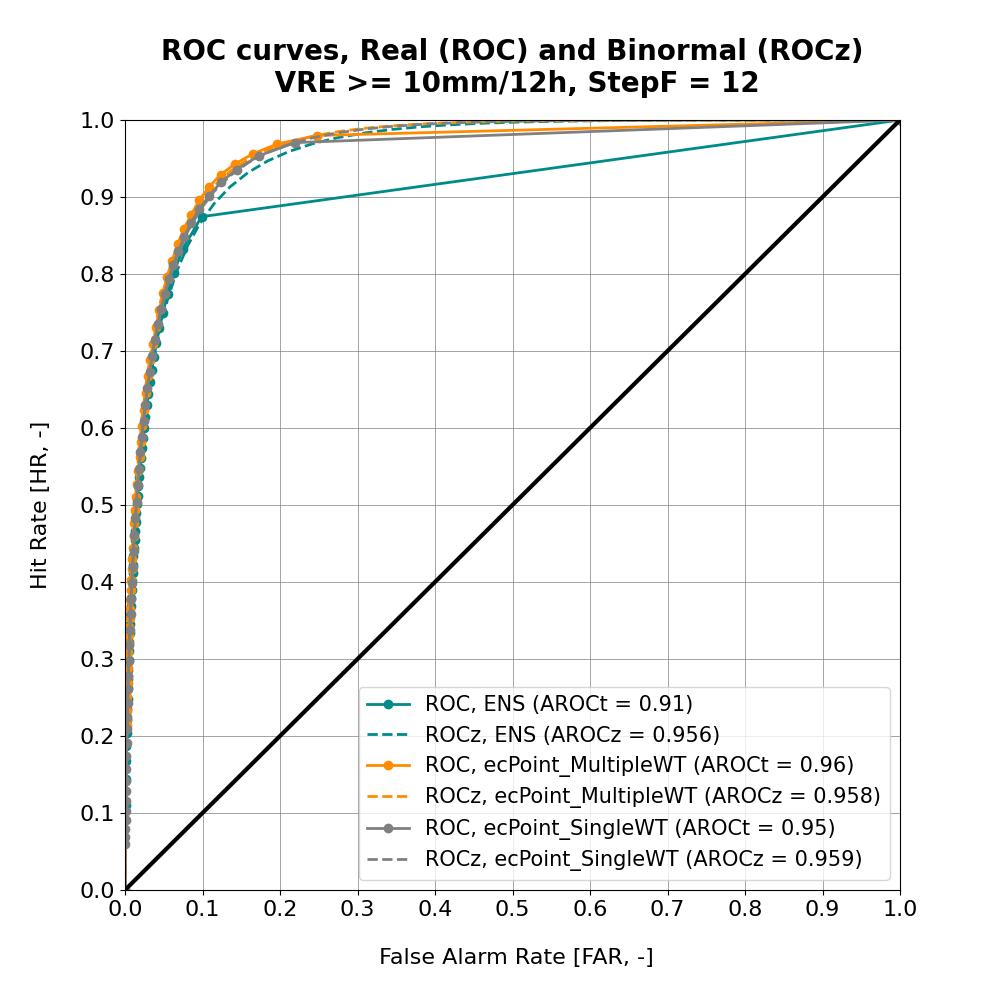 ROC curves, Real (ROC) and Binormal (ROCz)
VRE >= 10mm/12h, StepF = 12
1.0
0.9
0.8
0.7
0.6
0.5
0.4
0.3
0.2
0.1
0.0
Hit Rate [HR, -]
ROC, ENS (AROCt = 0.91)
ROCz, ENS (AROCz = 0.956)
ROC, ecPoint_MultipleWT (AROCt = 0.96)
ROCz, ecPoint_MultipleWT (AROCz = 0.958)
ROC, ecPoint_SingleWT (AROCt = 0.95)
ROCz, ecPoint_SingleWT (AROCz = 0.959)
0.0 0.1 0.2 0.3 0.4 0.5 0.6 0.7 0.8 0.9 1.0
False Alarm Rate [FAR, -]